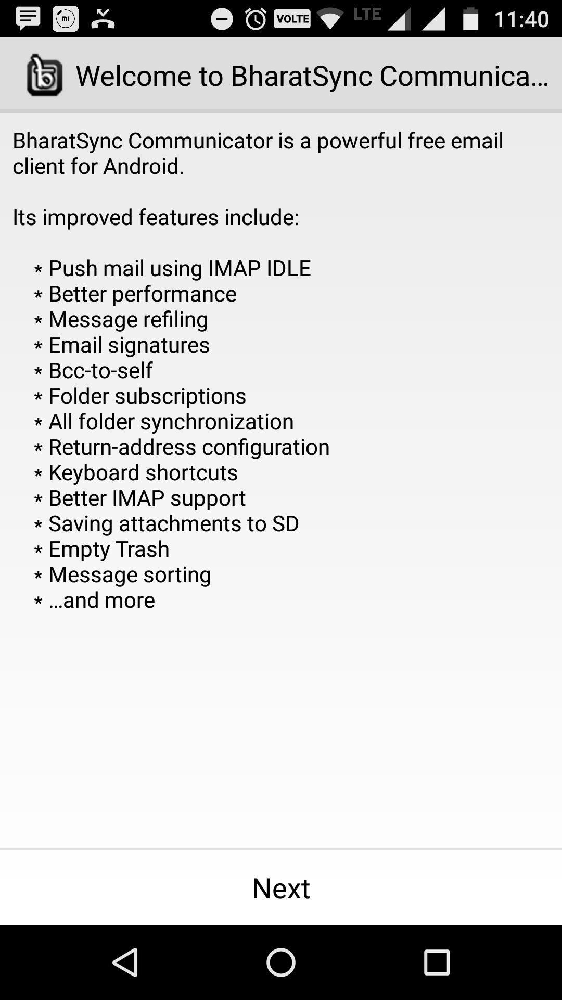 VOLTE LTE 11:40
Welcome to BharatSync Communica...
BharatSync Communicator is a powerful free email
client for Android.
Its improved features include:
* Push mail using IMAP IDLE
* Better performance
* Message refiling
* Email signatures
* Bcc-to-self
* Folder subscriptions
* All folder synchronization
* Return-address configuration
* Keyboard shortcuts
* Better IMAP support
* Saving attachments to SD
* Empty Trash
* Message sorting
* ...and more
Next